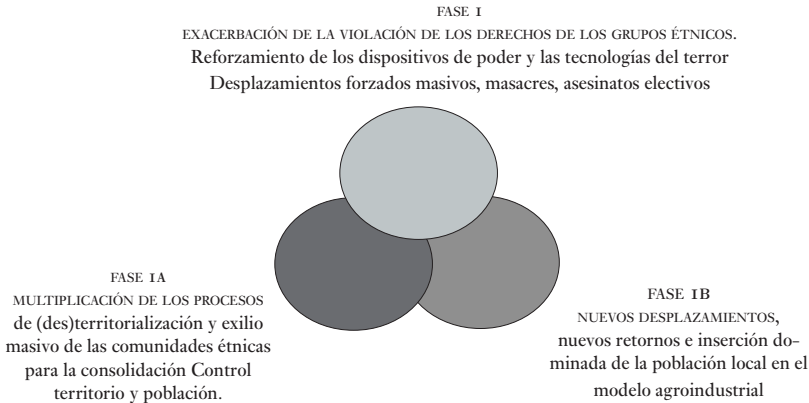 FASE I
EXACERBACIÓN DE LA VIOLACIÓN DE LOS DERECHOS DE LOS GRUPOS ÉTNICOS.
Reforzamiento de los dispositivos de poder y las tecnologías del terror
Desplazamientos forzados masivos, masacres, asesinatos electivos
FASE IA
MULTIPLICACIÓN DE LOS PROCESOS
de (des)territorialización y exilio
masivo de las comunidades étnicas
para la consolidación Control
territorio y población.
FASE IB
NUEVOS DESPLAZAMIENTOS,
nuevos retornos e inserción do-
minada de la población local en el
modelo agroindustrial